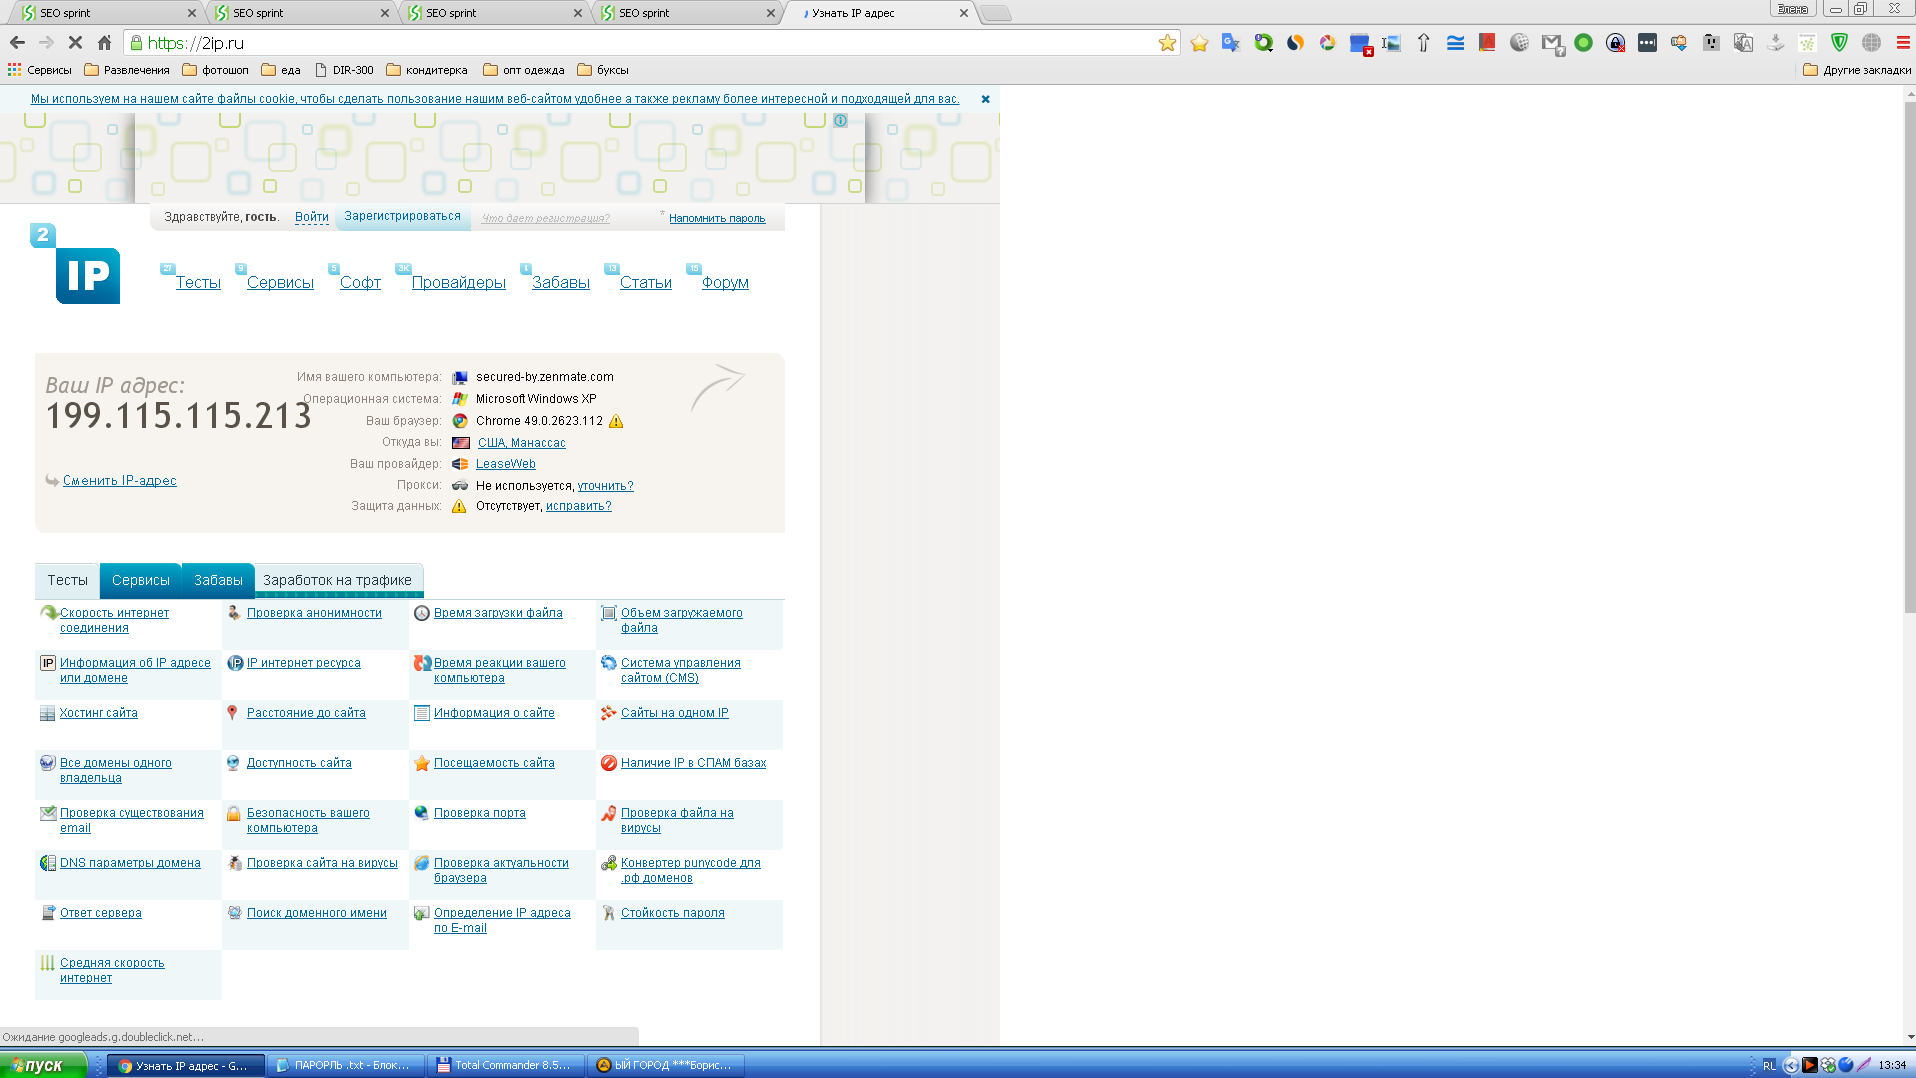 SEO sprint
SEO sprint
SEO sprint
SEO sprint
Узнать IP адрес
Елена
https://2ip.ru
Сервисы
Развлечения
фотошоп
еда
DIR-300
кондитерка
опт одежда
буксы
Другие закладки
Мы используем на нашем сайте файлы cookie, чтобы сделать пользование нашим веб-сайтом удобнее а также рекламу более интересной и подходящей для вас.
Здравствуйте, гость.
Войти
Зарегистрироваться
Что дает регистрация?
* Напомнить пароль
2
IP
27 Тесты
9 Сервисы
5 Софт
3K Провайдеры
Забавы
13 Статьи
15 Форум
Ваш IP адрес:
199.115.115.213
Сменить IP-адрес
Имя вашего компьютера: secured-by.zenmate.com
Операционная система: Microsoft Windows XP
Ваш браузер: Chrome 49.0.2623.112
Откуда вы: США, Манассас
Ваш провайдер: LeaseWeb
Прокси: Не используется, уточнить?
Защита данных: Отсутствует, исправить?
Тесты
Сервисы
Забавы
Заработок на трафике
Скорость интернет
соединения
Проверка анонимности
Время загрузки файла
Объем загружаемого
файла
IP
Информация об IP адресе
или домене
IP интернет ресурса
Время реакции вашего
компьютера
Система управления
сайтом (CMS)
Хостинг сайта
Расстояние до сайта
Информация о сайте
Сайты на одном IP
Все домены одного
владельца
Доступность сайта
Посещаемость сайта
Наличие IP в СПАМ базах
Проверка существования
email
Безопасность вашего
компьютера
Проверка порта
Проверка файла на
вирусы
DNS параметры домена
Проверка сайта на вирусы
Проверка актуальности
браузера
Конвертер punycode для
.рф доменов
Ответ сервера
Поиск доменного имени
Определение IP адреса
по E-mail
Стойкость пароля
Средняя скорость
интернет
Ожидание googleads.g.doubleclick.net...
пуск
Узнать IP адрес - G...
ПАРОРЛЬ .txt - Блок...
Total Commander 8.5...
ЫЙ ГОРОД ***Борис...
RL
13:34